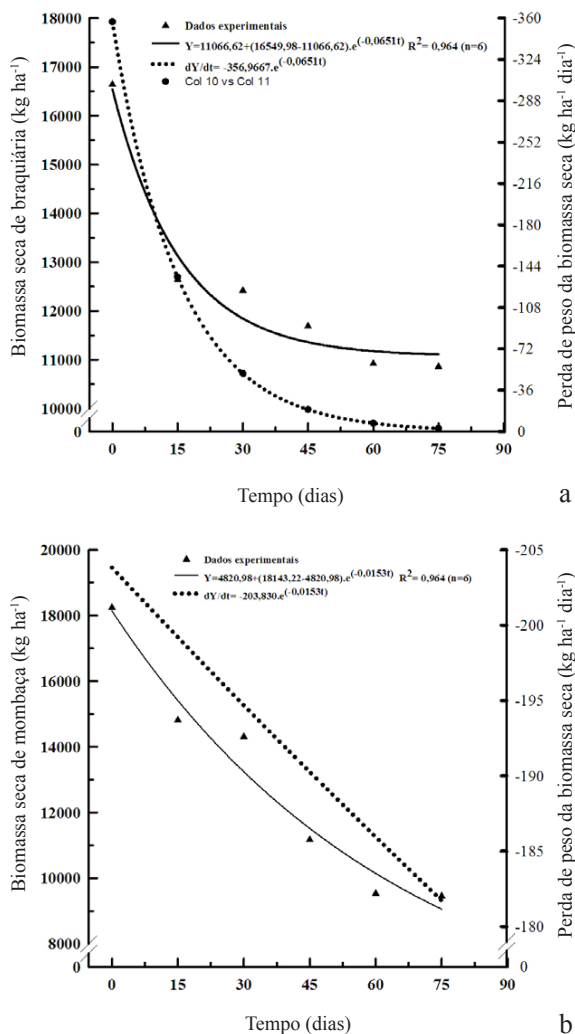 Dados experimentais
Y=11066,62+(16549,98-11066,62).e(-0,0651t) R2= 0,964 (n=6)
dY/dt= -356,9667.e(-0,0651t)
Col 10 vs Col 11
Biomassa seca de braquiária (kg ha-1)
18000
17000
16000
15000
14000
13000
12000
11000
10000
0
-360
-324
-288
-252
-216
-180
-144
-108
-72
-36
0
Perda de peso da biomassa seca (kg ha-1 dia-1)
0 15 30 45 60 75 90
Tempo (dias)
a
Dados experimentais
Y=4820,98+(18143,22-4820,98).e(-0,0153t) R2= 0,964 (n=6)
dY/dt= -203,830.e(-0,0153t)
Biomassa seca de mombaça (kg ha-1)
20000
18000
16000
14000
12000
10000
8000
0
-205
-200
-195
-190
-185
-180
0
Perda de peso da biomassa seca (kg ha-1 dia-1)
0 15 30 45 60 75 90
Tempo (dias)
b